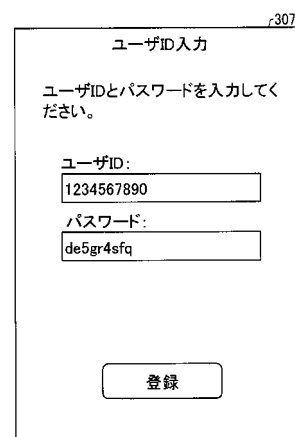 307
ユーザID入力
ユーザIDとパスワードを入力してく
ださい。
ユーザID:
1234567890
パスワード:
de5gr4sfq
登録